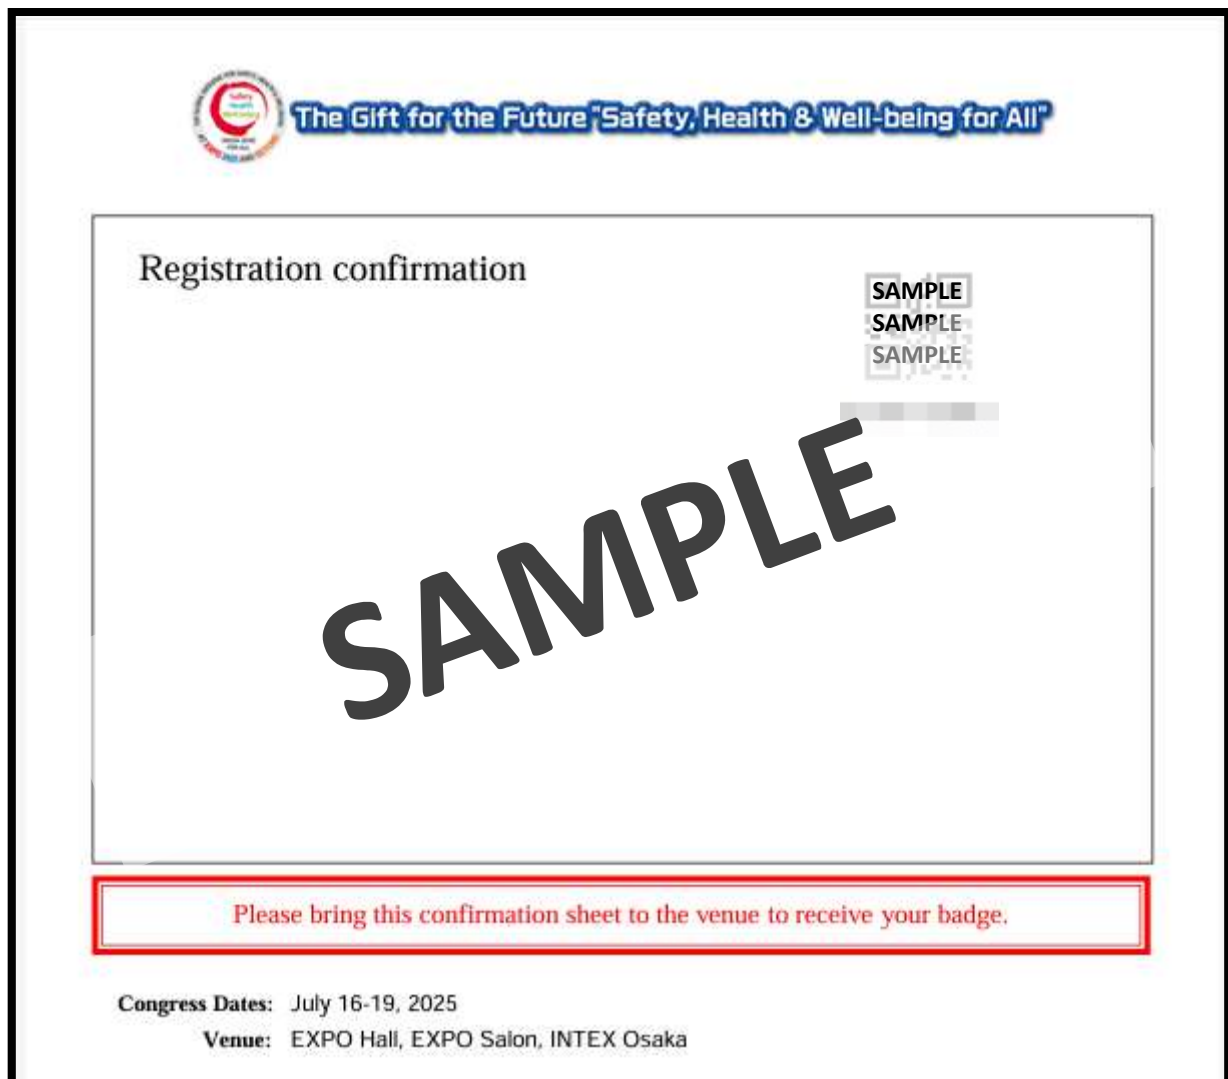 The Gift for the Future "Safety, Health & Well-being for All"
Registration confirmation
SAMPLE
SAMPLE
SAMPLE
SAMPLE
Please bring this confirmation sheet to the venue to receive your badge.
Congress Dates: July 16-19, 2025
Venue: EXPO Hall, EXPO Salon, INTEX Osaka